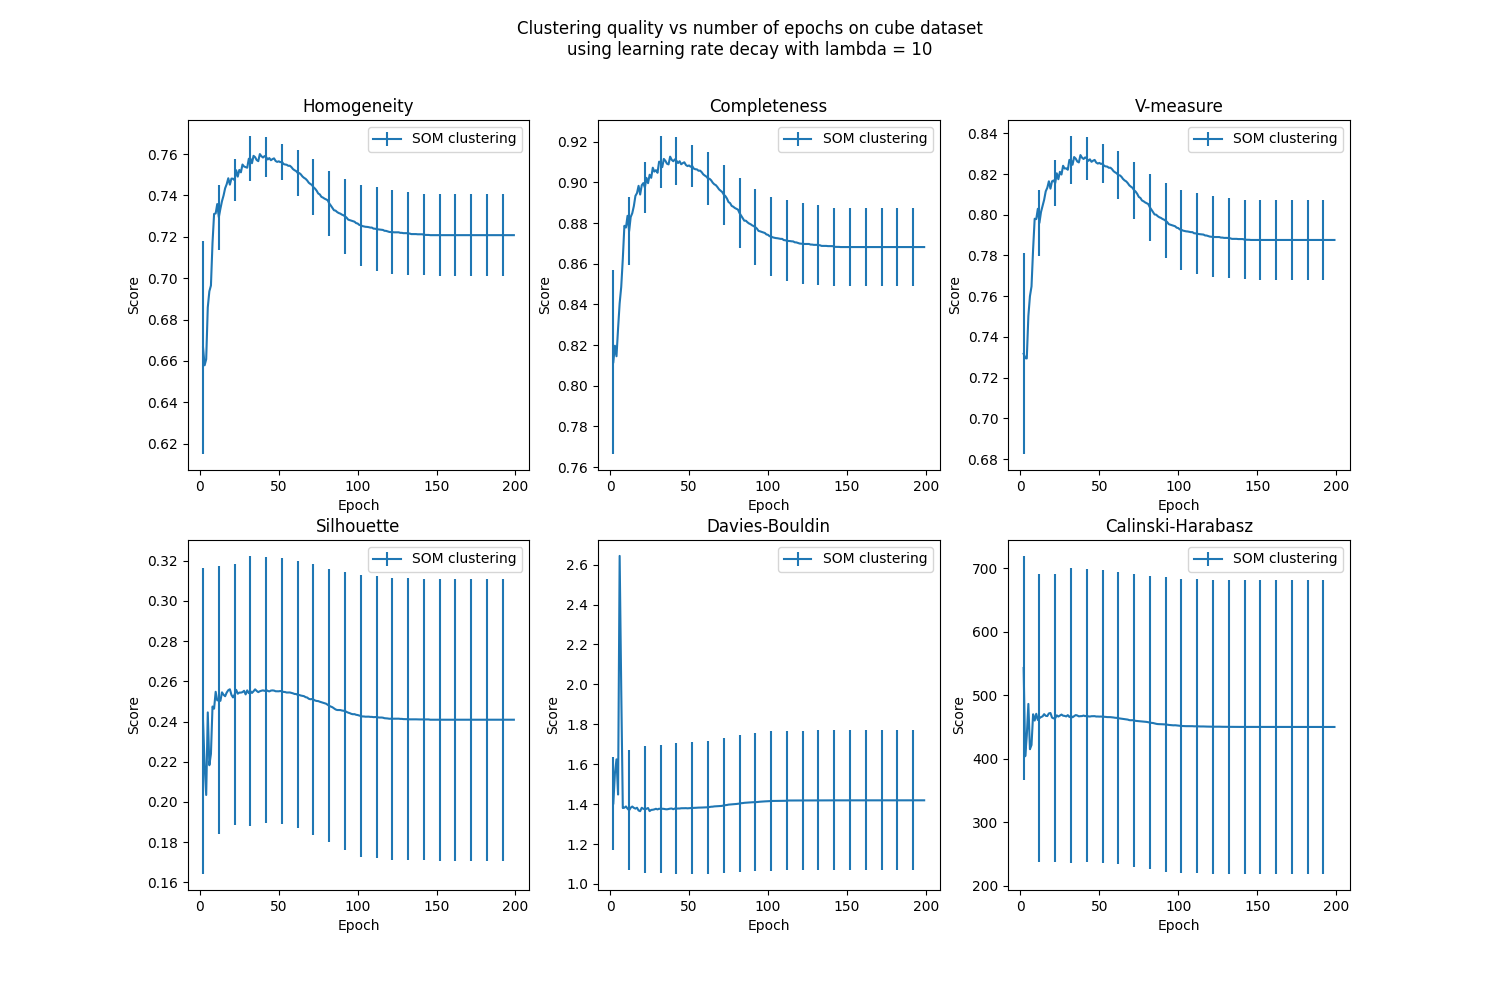 Clustering quality vs number of epochs on cube dataset
using learning rate decay with lambda = 10
Homogeneity
SOM clustering
0.76
0.74
0.72
0.70
0.68
0.66
0.64
0.62
Score
0 50 100 150 200
Epoch
Completeness
SOM clustering
0.92
0.90
0.88
0.86
0.84
0.82
0.80
0.78
0.76
Score
0 50 100 150 200
Epoch
V-measure
SOM clustering
0.84
0.82
0.80
0.78
0.76
0.74
0.72
0.70
0.68
Score
0 50 100 150 200
Epoch
Silhouette
SOM clustering
0.32
0.30
0.28
0.26
0.24
0.22
0.20
0.18
0.16
Score
0 50 100 150 200
Epoch
Davies-Bouldin
SOM clustering
2.6
2.4
2.2
2.0
1.8
1.6
1.4
1.2
1.0
Score
0 50 100 150 200
Epoch
Calinski-Harabasz
SOM clustering
700
600
500
400
300
200
Score
0 50 100 150 200
Epoch